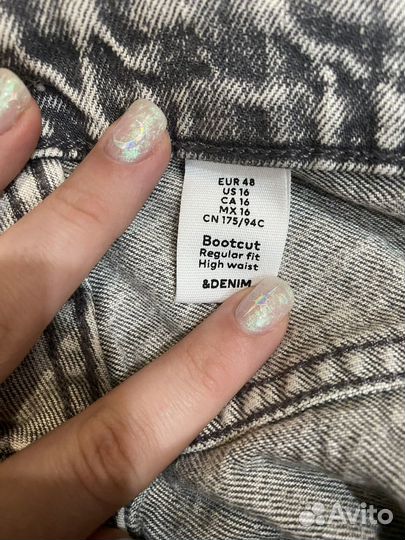 EUR 48
US 16
CA 16
MX 16
CN 175/94C
Bootcut
Regular fit
High waist
&DENIM
Avito